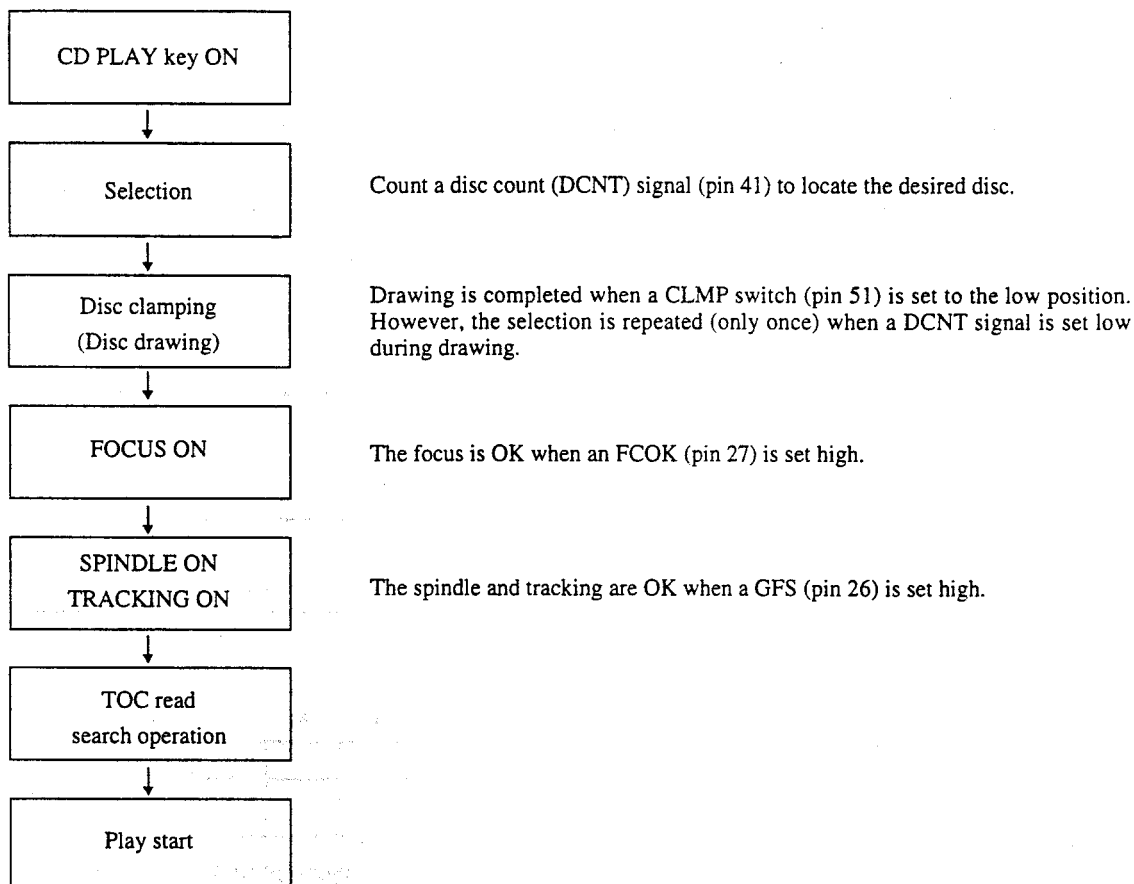 CD PLAY key ON
Selection
Count a disc count (DCNT) signal (pin 41) to locate the desired disc.
Disc clamping
(Disc drawing)
Drawing is completed when a CLMP switch (pin 51) is set to the low position.
However, the selection is repeated (only once) when a DCNT signal is set low
during drawing.
FOCUS ON
The focus is OK when an FCOK (pin 27) is set high.
SPINDLE ON
TRACKING ON
The spindle and tracking are OK when a GFS (pin 26) is set high.
TOC read
search operation
Play start